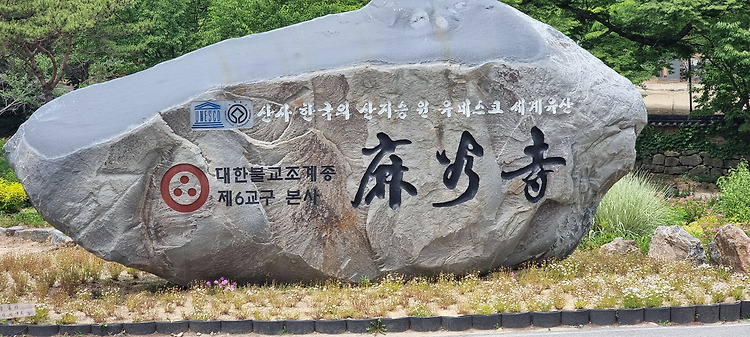 UNESCO 산사, 한국의 산지승원 유네스코 세계유산
대한불교조계종
제6교구 본사
麻谷寺